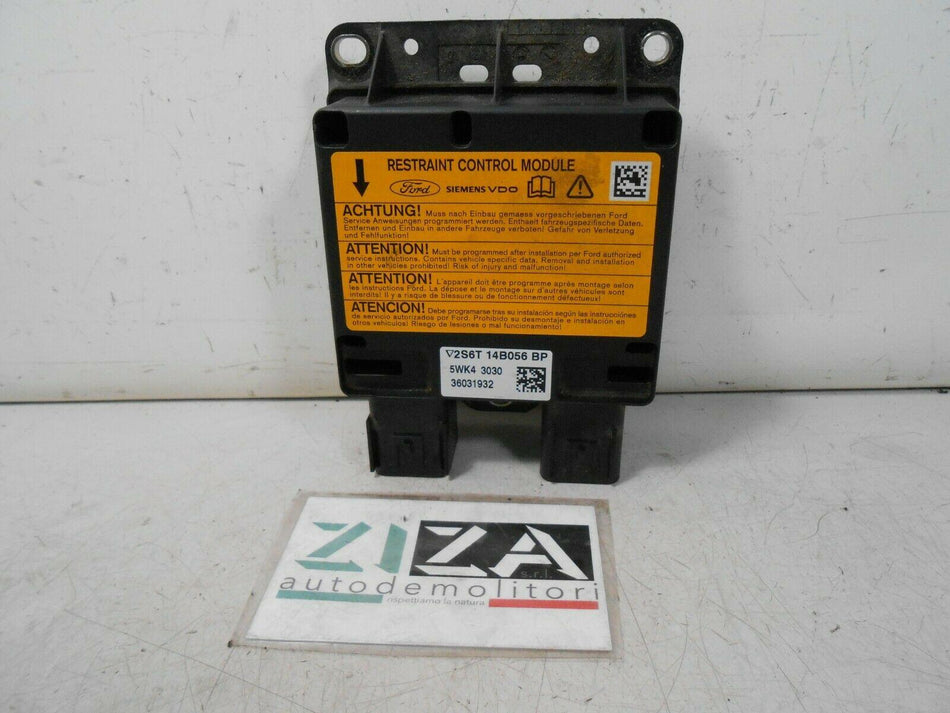 RESTRAINT CONTROL MODULE
Ford SIEMENS VDO
ACHTUNG! Muss nach Einbau gemaess vorgeschriebenen Ford
Service Anweisungen programmiert werden. Enthaelt fahrzeugspezifische Daten.
Entfernen und Einbau in andere Fahrzeuge verboten! Gefahr von Verletzung
und Fehlfunktion!
ATTENTION! Must be programmed after installation per Ford authorized
service instructions. Contains vehicle specific data. Removal and installation
in other vehicles prohibited! Risk of injury and malfunction!
ATTENTION! L'appareil doit être programe après montage selon
les instructions Ford. La dépose et le montage sur d'autres véhicules sont
interdits! Il y a risque de blessure ou de fonctionnement défectueux!
ATENCION! Debe programarse tras su instalación según las instrucciones
de servicio autorizados por Ford. Prohibido su desmontaje e instalación en
otros vehículos! Riesgo de lesiones o mal funcionamiento!
2S6T 14B056 BP
5WK4 3030
36031932
ZIZA
s.r.l.
autodemolitori
rispettiamo la natura